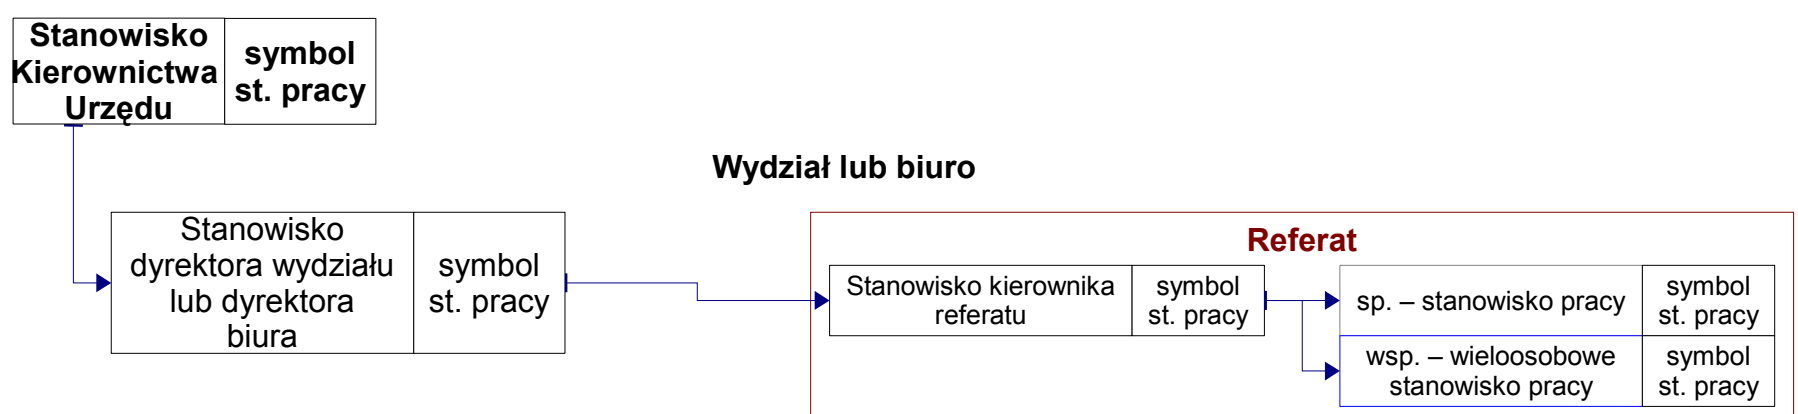 Stanowisko
Kierownictwa
Urzędu
symbol
st. pracy
Wydział lub biuro
Stanowisko
dyrektora wydziału
lub dyrektora
biura
symbol
st. pracy
Referat
Stanowisko kierownika
referatu
symbol
st. pracy
sp. – stanowisko pracy
symbol
st. pracy
wsp. – wieloosobowe
stanowisko pracy
symbol
st. pracy